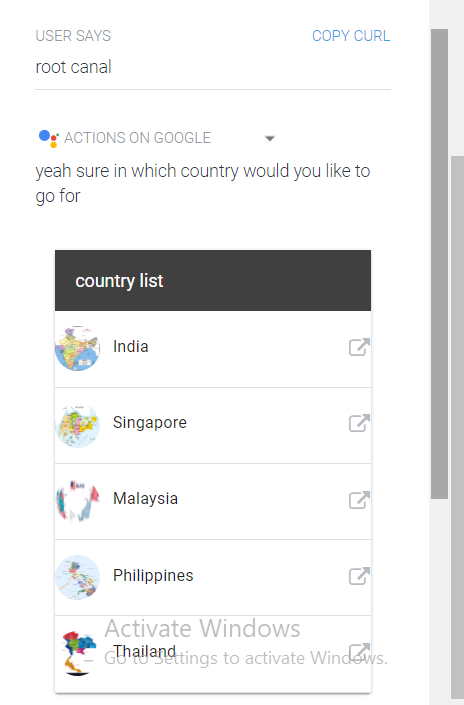 USER SAYS COPY CURL
root canal
ACTIONS ON GOOGLE
yeah sure in which country would you like to
go for
country list
India
Singapore
Malaysia
Philippines
Activate Windows
Thailand
Go to Settings to activate Windows.